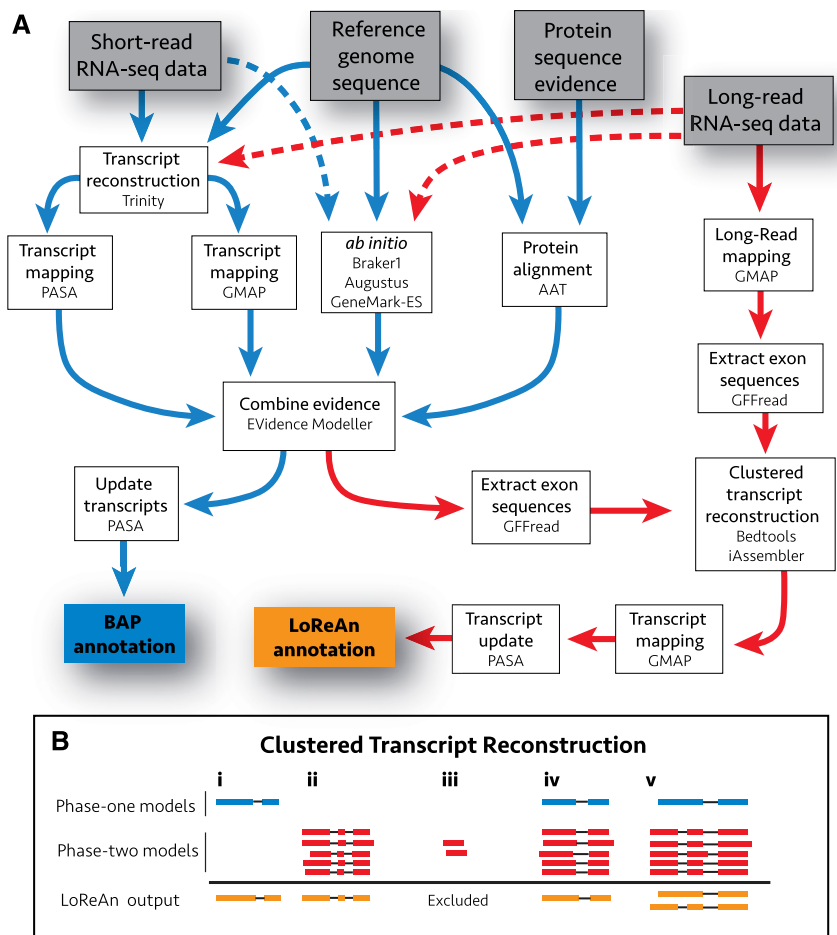 A
Short-read
RNA-seq data
Reference
genome
sequence
Protein
sequence
evidence
Long-read
RNA-seq data
Transcript
reconstruction
Trinity
Transcript
mapping
PASA
Transcript
mapping
GMAP
ab initio
Braker1
Augustus
GeneMark-ES
Protein
alignment
AAT
Long-Read
mapping
GMAP
Extract exon
sequences
GFFread
Combine evidence
EVidence Modeller
Update
transcripts
PASA
Extract exon
sequences
GFFread
Clustered
transcript
reconstruction
Bedtools
iAssembler
BAP
annotation
LoReAn
annotation
Transcript
update
PASA
Transcript
mapping
GMAP
B
Clustered Transcript Reconstruction
i ii iii iv v
Phase-one models
Phase-two models
LoReAn output
Excluded